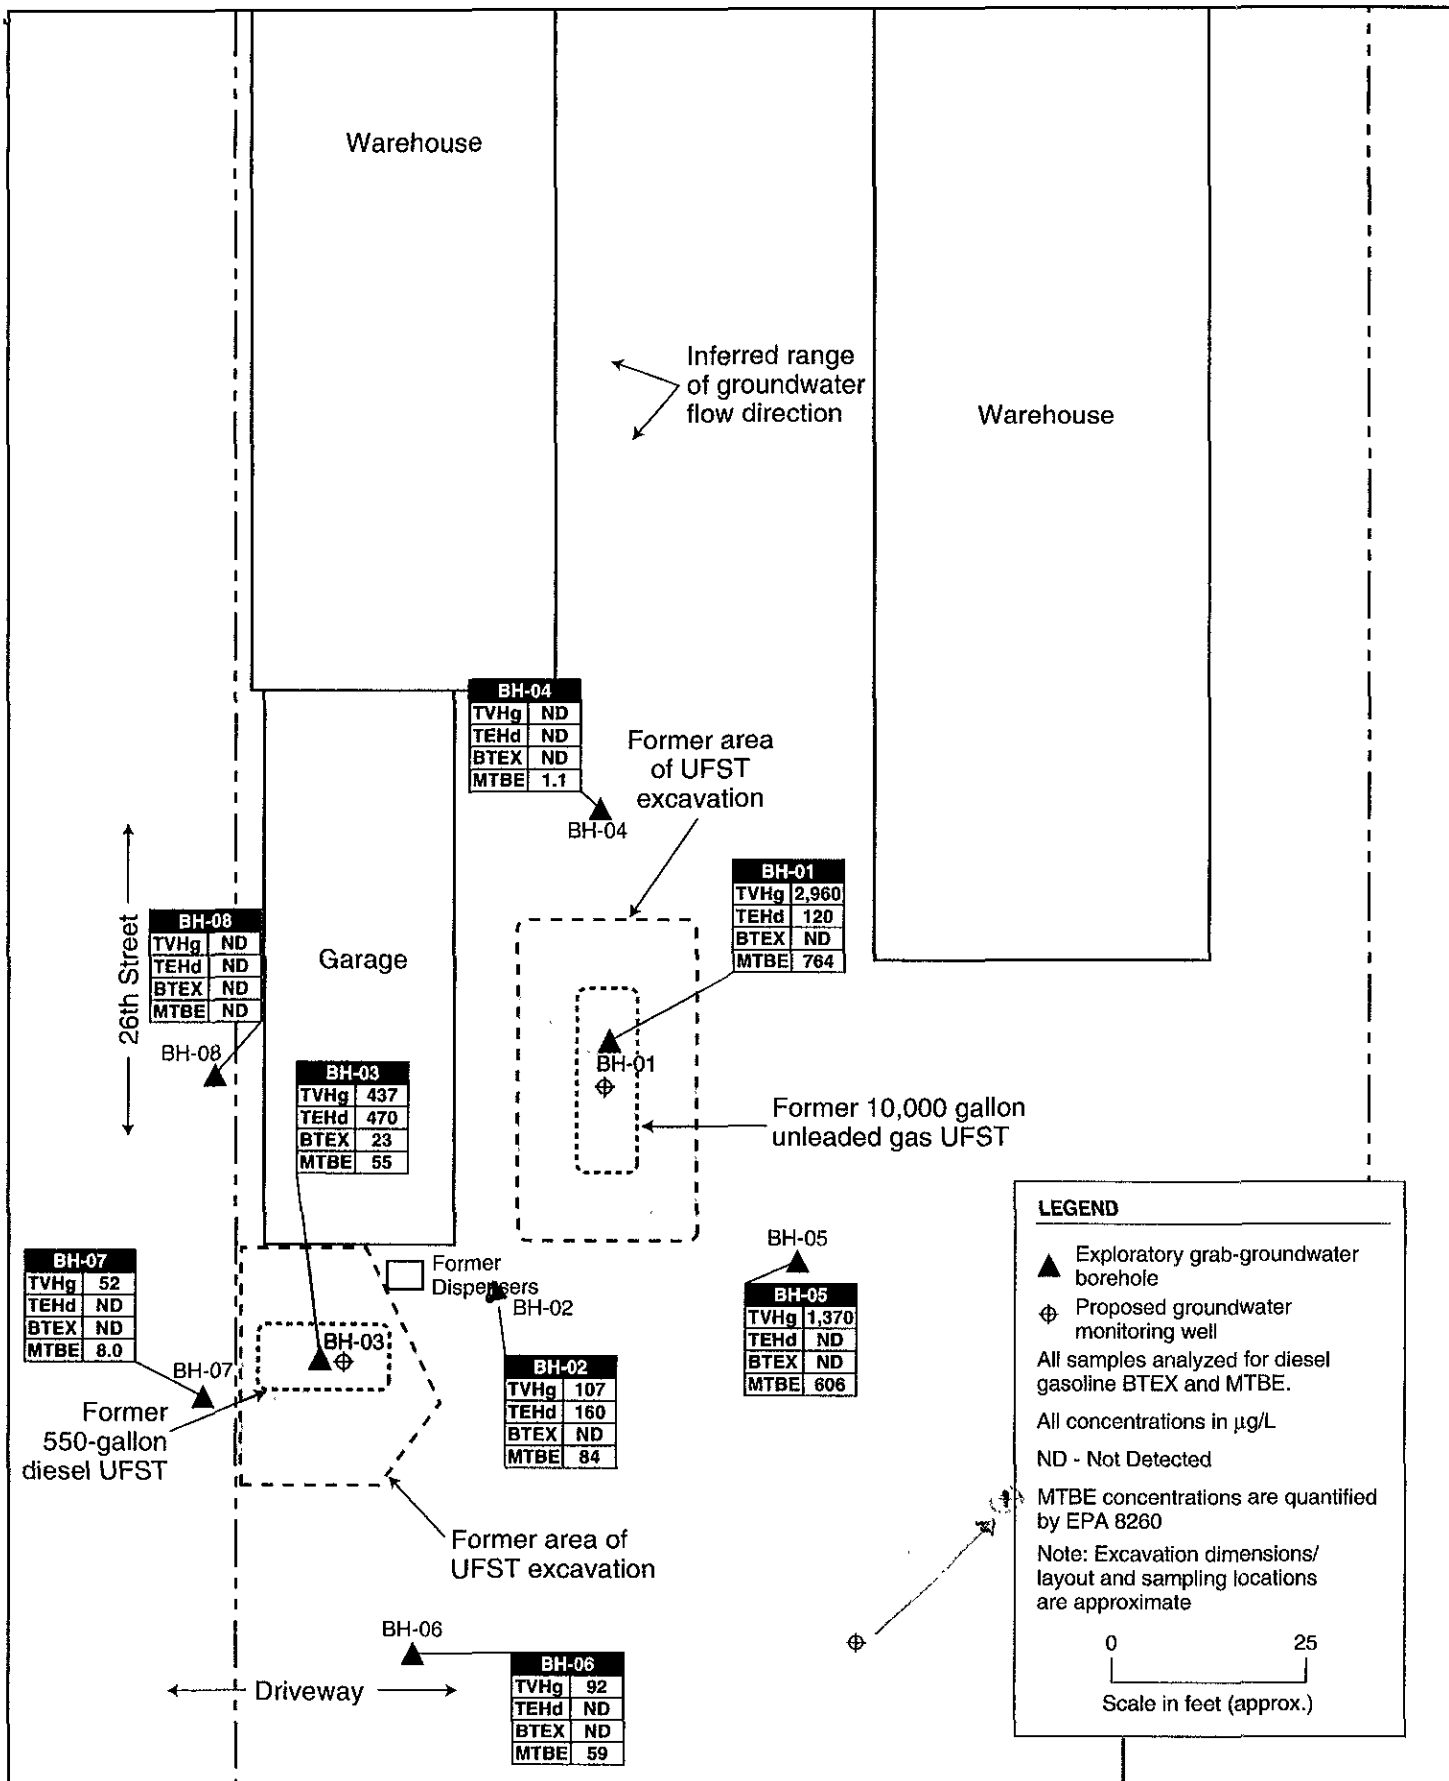 Warehouse
Inferred range
of groundwater
flow direction
Warehouse
BH-04
TVHg ND
TEHd ND
BTEX ND
MTBE 1.1
BH-04
Former area
of UFST
excavation
BH-01
TVHg 2,960
TEHd 120
BTEX ND
MTBE 764
BH-01
26th Street
BH-08
TVHg ND
TEHd ND
BTEX ND
MTBE ND
BH-08
Garage
BH-03
TVHg 437
TEHd 470
BTEX 23
MTBE 55
Former 10,000 gallon
unleaded gas UFST
BH-07
TVHg 52
TEHd ND
BTEX ND
MTBE 8.0
BH-07
Former
Dispensers
BH-02
BH-03
BH-05
BH-05
TVHg 1,370
TEHd ND
BTEX ND
MTBE 606
BH-02
TVHg 107
TEHd 160
BTEX ND
MTBE 84
Former
550-gallon
diesel UFST
Former area of
UFST excavation
BH-06
BH-06
TVHg 92
TEHd ND
BTEX ND
MTBE 59
Driveway
LEGEND
Exploratory grab-groundwater
borehole
Proposed groundwater
monitoring well
All samples analyzed for diesel
gasoline BTEX and MTBE.
All concentrations in µg/L
ND - Not Detected
MTBE concentrations are quantified
by EPA 8260
Note: Excavation dimensions/
layout and sampling locations
are approximate
0 25
Scale in feet (approx.)